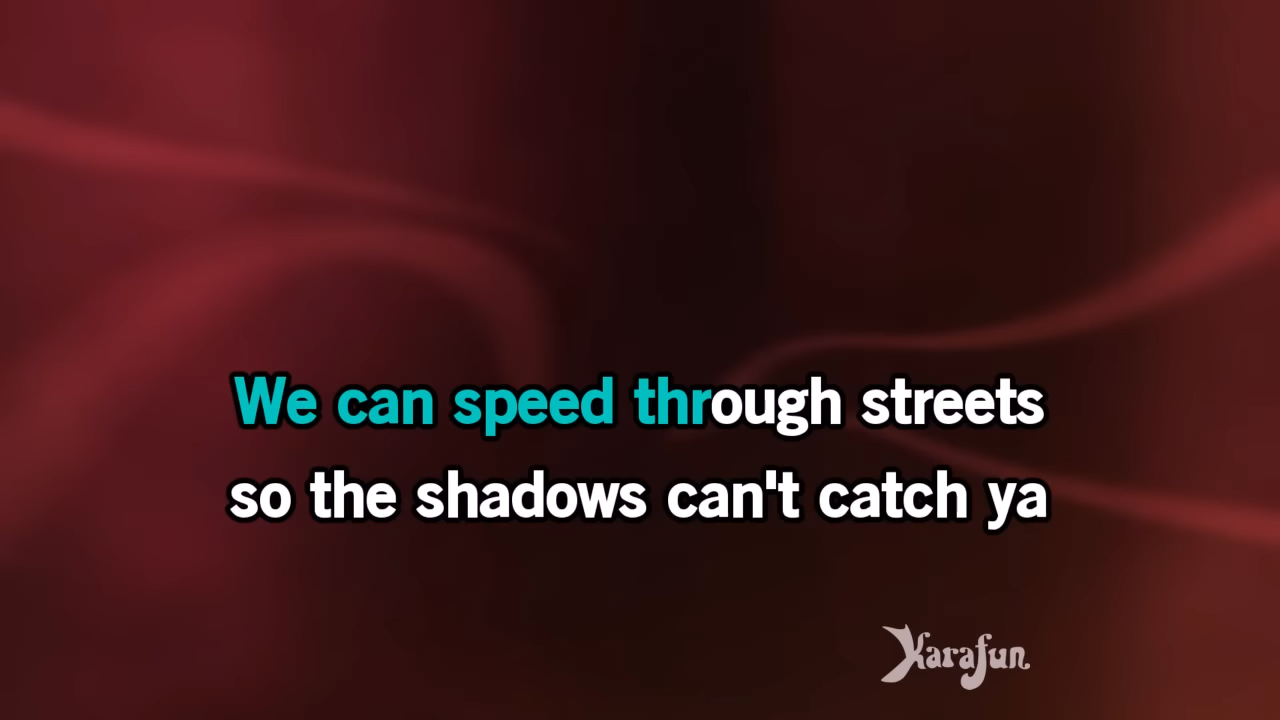 We can speed through streets
so the shadows can't catch ya
Karafun